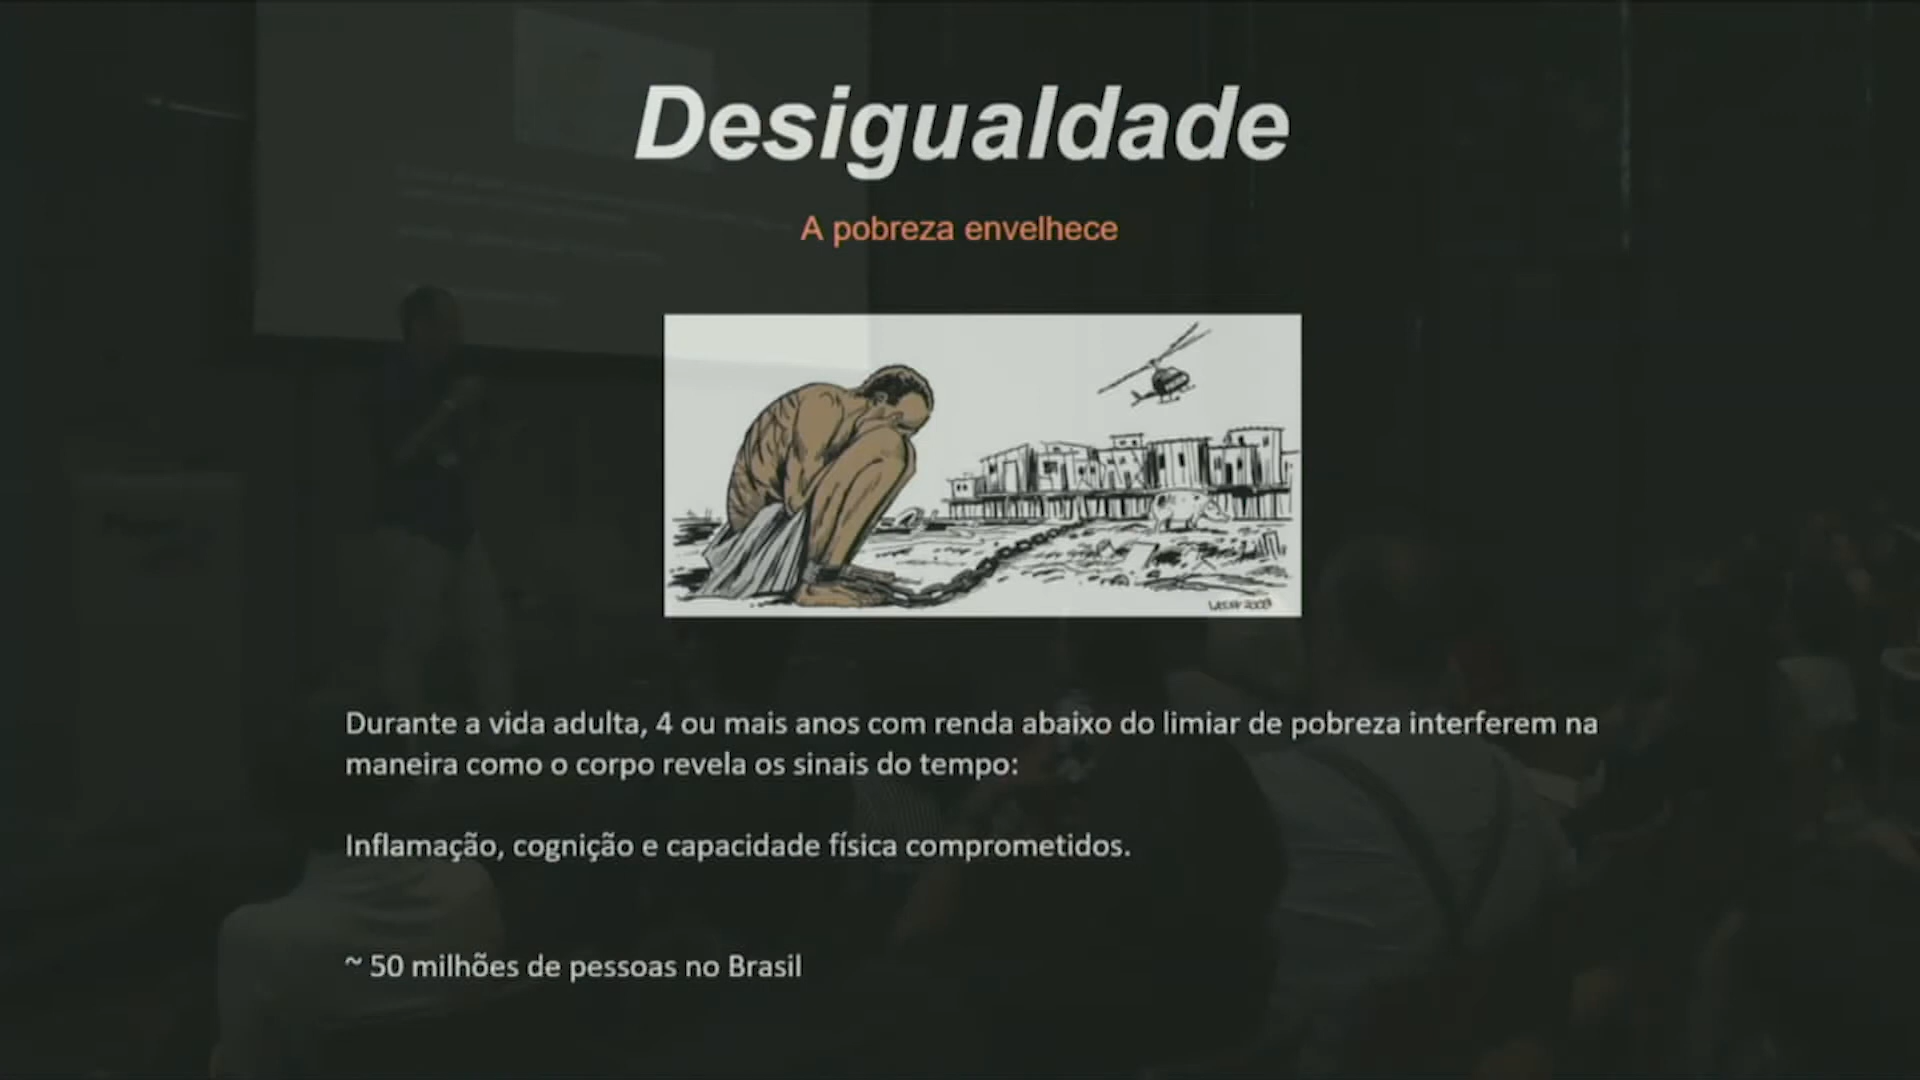 Desigualdade
A pobreza envelhece
Durante a vida adulta, 4 ou mais anos com renda abaixo do limiar de pobreza interferem na
maneira como o corpo revela os sinais do tempo:
Inflamação, cognição e capacidade física comprometidos.
~ 50 milhões de pessoas no Brasil